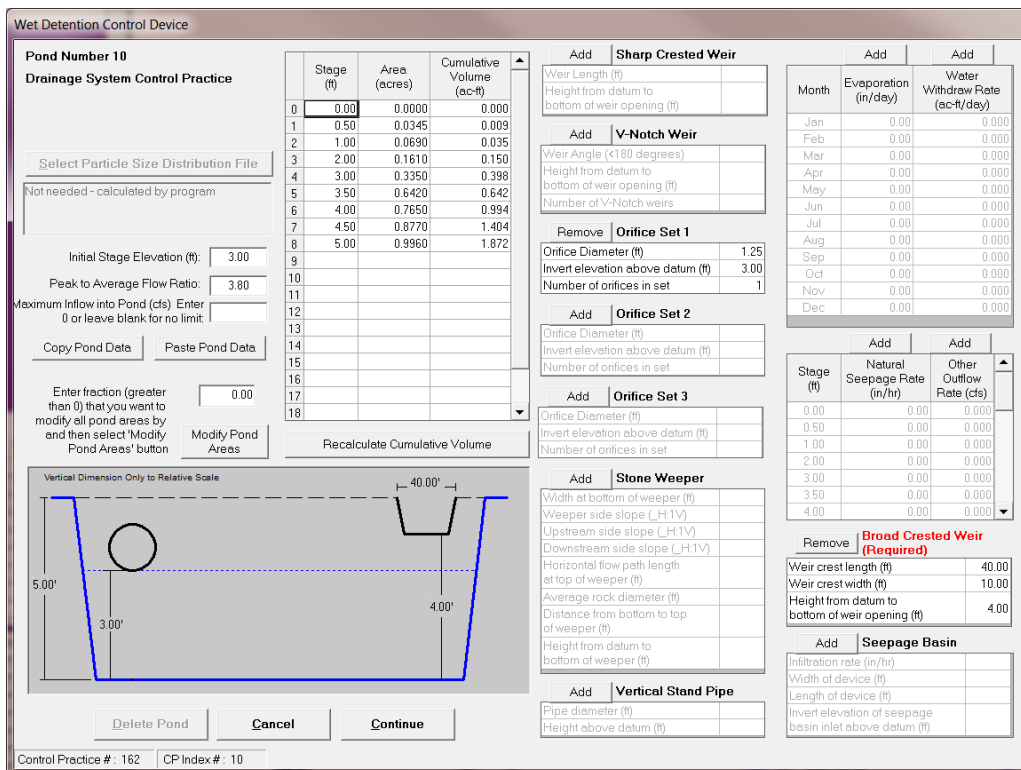 Wet Detention Control Device
Pond Number 10
Drainage System Control Practice
Select Particle Size Distribution File
Not needed - calculated by program
Initial Stage Elevation (ft): 3.00
Peak to Average Flow Ratio: 3.80
Maximum Inflow into Pond (cfs) Enter
0 or leave blank for no limit:
Copy Pond Data Paste Pond Data
Enter fraction (greater
than 0) that you want to
modify all pond areas by
and then select 'Modify
Pond Areas' button
0.00
Modify Pond
Areas
Stage
(ft)
Area
(acres)
Cumulative
Volume
(ac-ft)
0 0.00 0.0000 0.000
1 0.50 0.0345 0.009
2 1.00 0.0690 0.035
3 2.00 0.1610 0.150
4 3.00 0.3350 0.398
5 3.50 0.6420 0.642
6 4.00 0.7650 0.994
7 4.50 0.8770 1.404
8 5.00 0.9960 1.872
9
10
11
12
13
14
15
16
17
18
Recalculate Cumulative Volume
Vertical Dimension Only to Relative Scale
40.00'
5.00'
3.00'
4.00'
Delete Pond Cancel Continue
Control Practice # : 162 CP Index # : 10
Add Sharp Crested Weir
Weir Length (ft)
Height from datum to
bottom of weir opening (ft)
Add V-Notch Weir
Weir Angle (<180 degrees)
Height from datum to
bottom of weir opening (ft)
Number of V-Notch weirs
Remove Orifice Set 1
Orifice Diameter (ft) 1.25
Invert elevation above datum (ft) 3.00
Number of orifices in set 1
Add Orifice Set 2
Orifice Diameter (ft)
Invert elevation above datum (ft)
Number of orifices in set
Add Orifice Set 3
Orifice Diameter (ft)
Invert elevation above datum (ft)
Number of orifices in set
Add Stone Weeper
Width at bottom of weeper (ft)
Weeper side slope (_H:1V)
Upstream side slope (_H:1V)
Downstream side slope (_H:1V)
Horizontal flow path length
at top of weeper (ft)
Average rock diameter (ft)
Distance from bottom to top
of weeper (ft)
Height from datum to
bottom of weeper (ft)
Add Vertical Stand Pipe
Pipe diameter (ft)
Height above datum (ft)
Add Add
Month
Evaporation
(in/day)
Water
Withdraw Rate
(ac-ft/day)
Jan 0.00 0.000
Feb 0.00 0.000
Mar 0.00 0.000
Apr 0.00 0.000
May 0.00 0.000
Jun 0.00 0.000
Jul 0.00 0.000
Aug 0.00 0.000
Sep 0.00 0.000
Oct 0.00 0.000
Nov 0.00 0.000
Dec 0.00 0.000
Add Add
Stage
(ft)
Natural
Seepage Rate
(in/hr)
Other
Outflow
Rate (cfs)
0.00 0.00 0.000
0.50 0.00 0.000
1.00 0.00 0.000
2.00 0.00 0.000
3.00 0.00 0.000
3.50 0.00 0.000
4.00 0.00 0.000
Remove Broad Crested Weir
(Required)
Weir crest length (ft) 40.00
Weir crest width (ft) 10.00
Height from datum to
bottom of weir opening (ft) 4.00
Add Seepage Basin
Infiltration rate (in/hr)
Width of device (ft)
Length of device (ft)
Invert elevation of seepage
basin inlet above datum (ft)